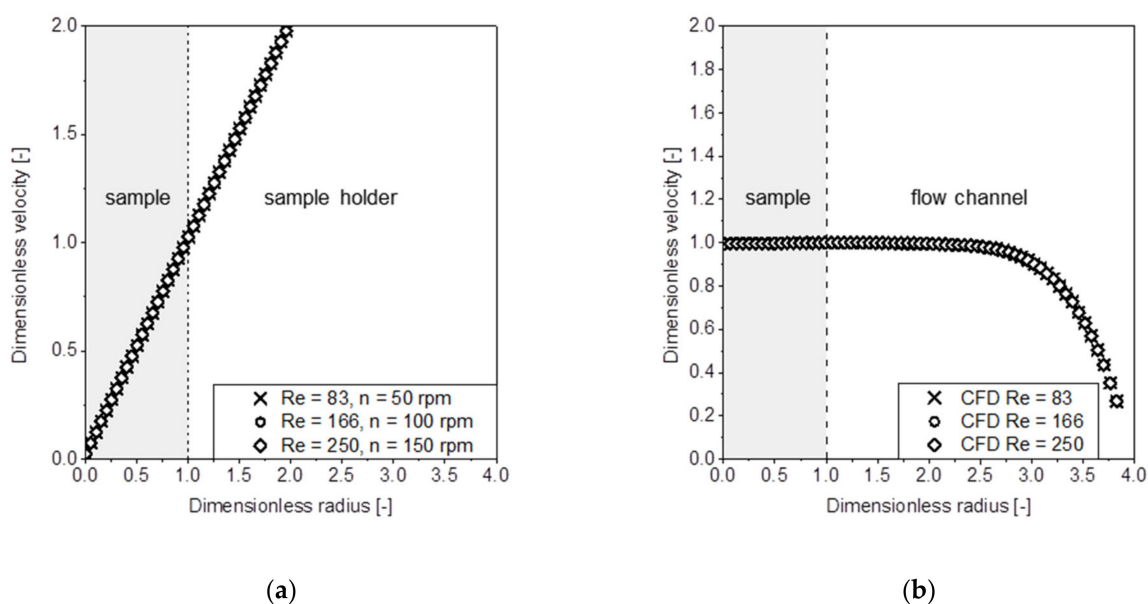 2.0
1.5
1.0
0.5
0.0
0.0 0.5 1.0 1.5 2.0 2.5 3.0 3.5 4.0
Dimensionless velocity [-]
Dimensionless radius [-]
sample
sample holder
Re = 83, n = 50 rpm
Re = 166, n = 100 rpm
Re = 250, n = 150 rpm
(a)
2.0
1.8
1.6
1.4
1.2
1.0
0.8
0.6
0.4
0.2
0.0
0.0 0.5 1.0 1.5 2.0 2.5 3.0 3.5 4.0
Dimensionless velocity [-]
Dimensionless radius [-]
sample
flow channel
CFD Re = 83
CFD Re = 166
CFD Re = 250
(b)